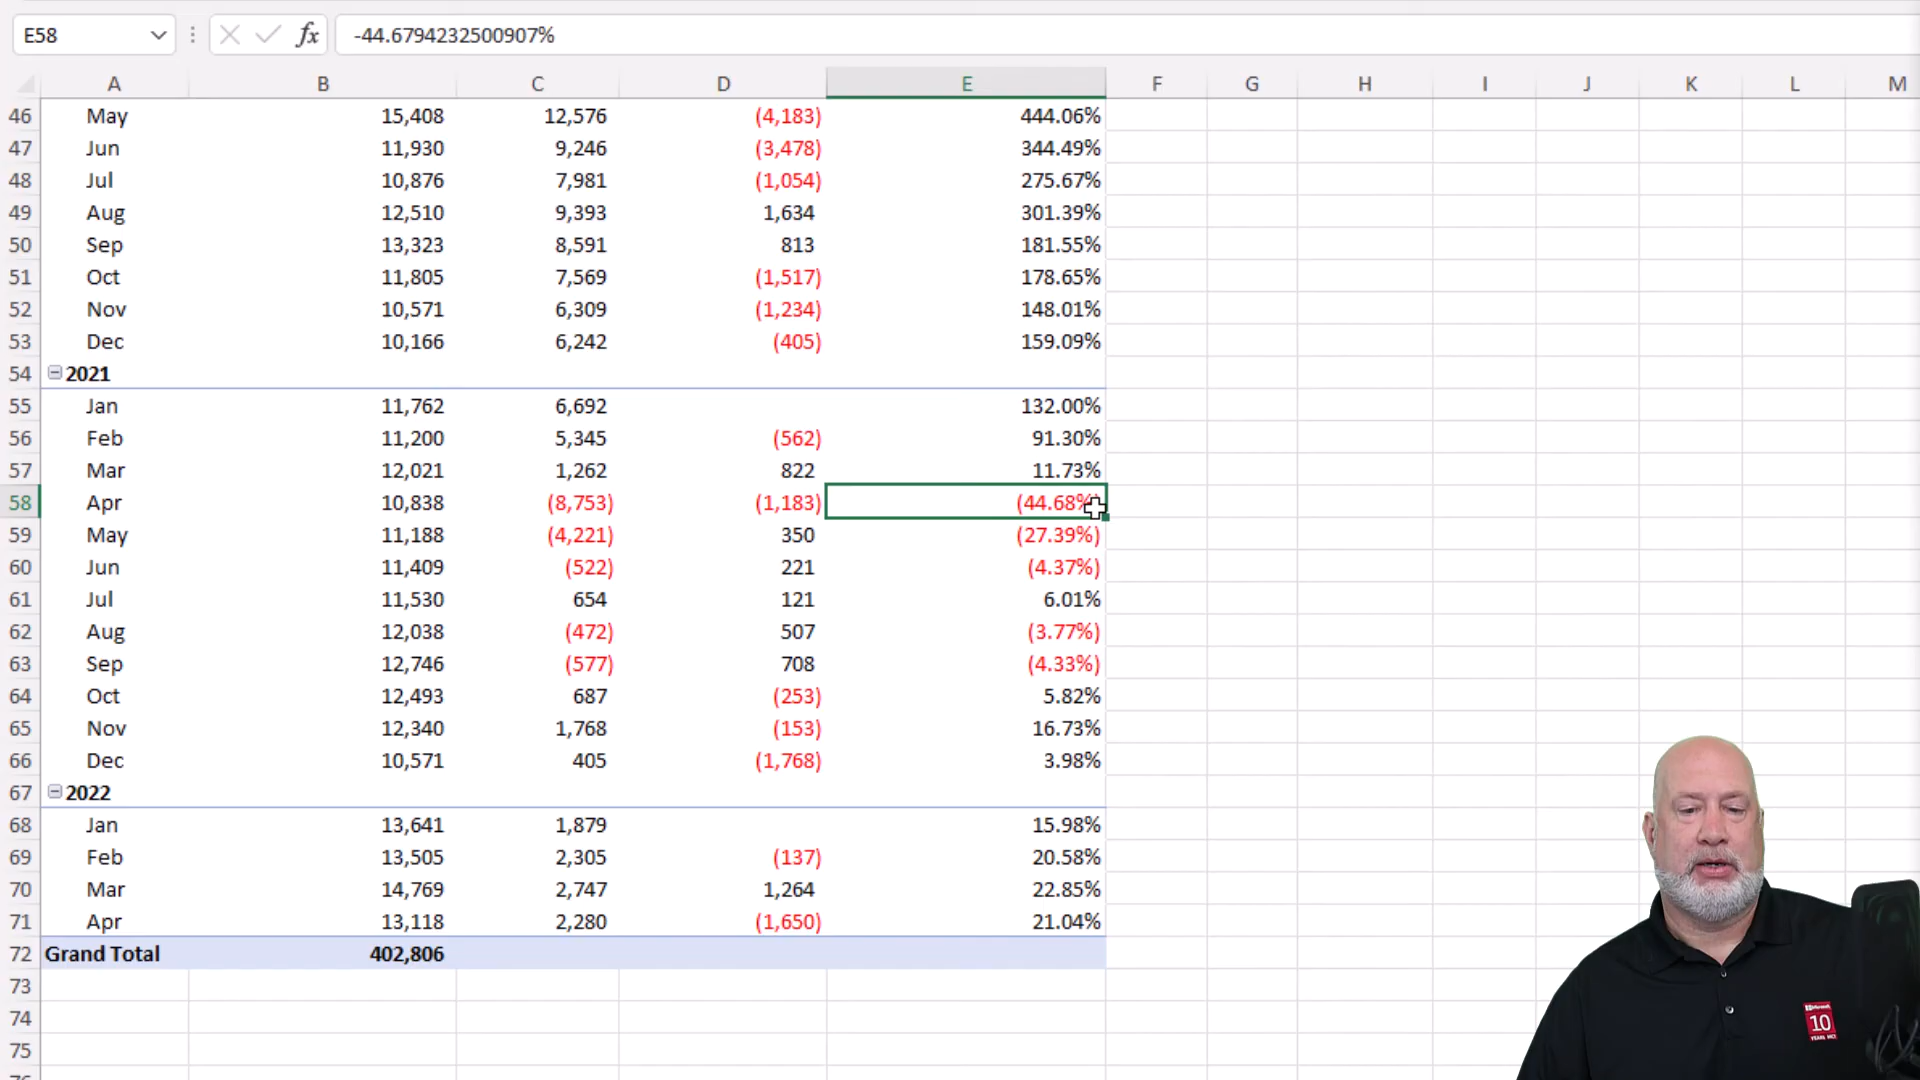 E58 fx -44.6794232500907%
A B C D E F G H I J K L M
46 May 15,408 12,576 (4,183) 444.06%
47 Jun 11,930 9,246 (3,478) 344.49%
48 Jul 10,876 7,981 (1,054) 275.67%
49 Aug 12,510 9,393 1,634 301.39%
50 Sep 13,323 8,591 813 181.55%
51 Oct 11,805 7,569 (1,517) 178.65%
52 Nov 10,571 6,309 (1,234) 148.01%
53 Dec 10,166 6,242 (405) 159.09%
54 2021
55 Jan 11,762 6,692 132.00%
56 Feb 11,200 5,345 (562) 91.30%
57 Mar 12,021 1,262 822 11.73%
58 Apr 10,838 (8,753) (1,183) (44.68%)
59 May 11,188 (4,221) 350 (27.39%)
60 Jun 11,409 (522) 221 (4.37%)
61 Jul 11,530 654 121 6.01%
62 Aug 12,038 (472) 507 (3.77%)
63 Sep 12,746 (577) 708 (4.33%)
64 Oct 12,493 687 (253) 5.82%
65 Nov 12,340 1,768 (153) 16.73%
66 Dec 10,571 405 (1,768) 3.98%
67 2022
68 Jan 13,641 1,879 15.98%
69 Feb 13,505 2,305 (137) 20.58%
70 Mar 14,769 2,747 1,264 22.85%
71 Apr 13,118 2,280 (1,650) 21.04%
72 Grand Total 402,806
73
74
75
Microsoft
10
YEARS MCT